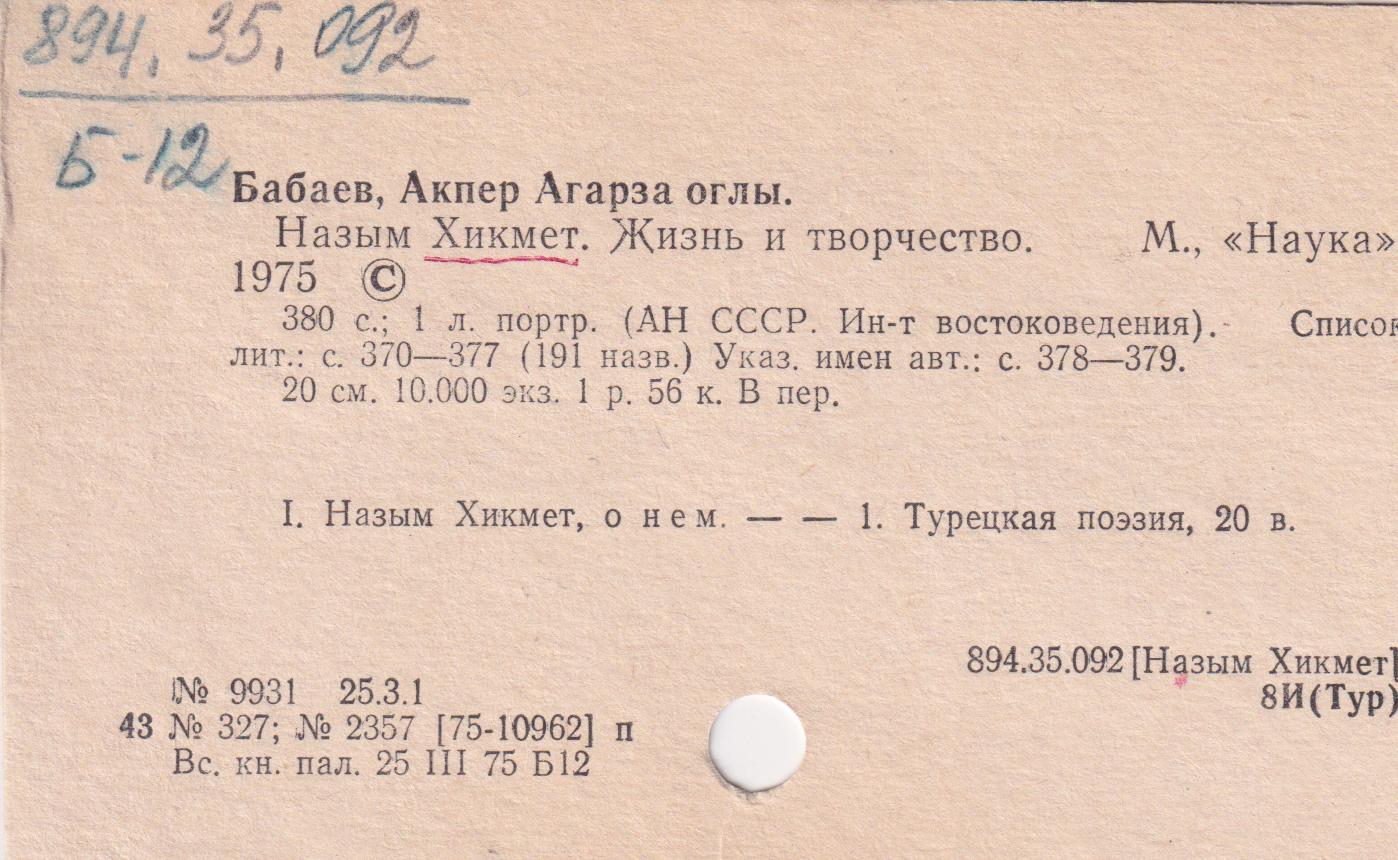 894.35.092
Б-12
Бабаев, Акпер Агарза оглы.
Назым Хикмет. Жизнь и творчество. М., «Наука»
1975 ©
380 с.; 1 л. портр. (АН СССР. Ин-т востоковедения). Список
лит.: с. 370—377 (191 назв.) Указ. имен авт.: с. 378—379.
20 см. 10.000 экз. 1 р. 56 к. В пер.
I. Назым Хикмет, о нем. — — 1. Турецкая поэзия, 20 в.
894.35.092[Назым Хикмет]
8И(Тур)
№ 9931 25.3.1
43 № 327; № 2357 [75-10962] п
Вс. кн. пал. 25 III 75 Б12